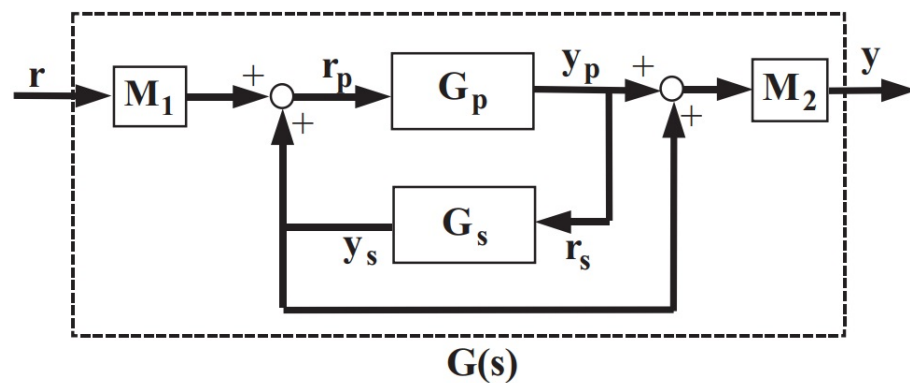 r
M1
+
+
rp
Gp
yp
+
+
M2
y
Gs
ys
rs
G(s)